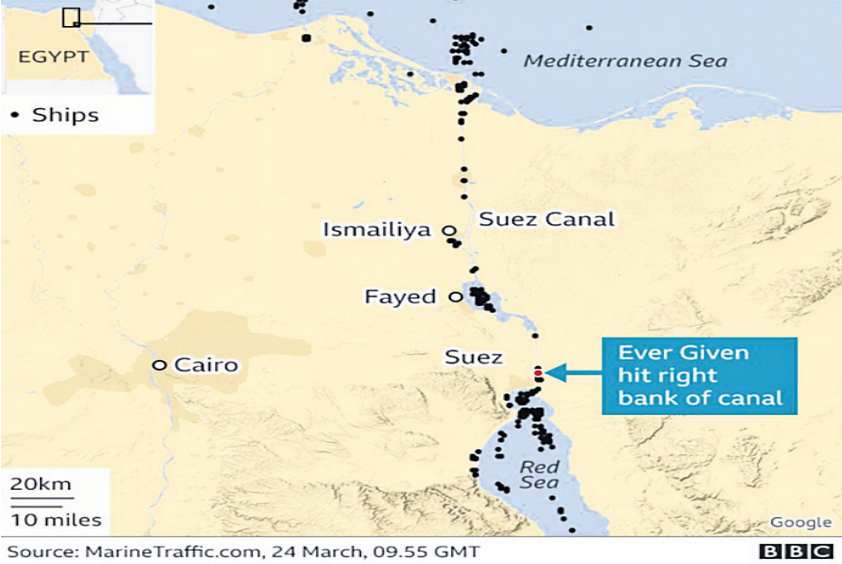 EGYPT
Ships
Mediterranean Sea
Suez Canal
Ismailiya
Fayed
Suez
Ever Given
hit right
bank of canal
Cairo
Red
Sea
20km
10 miles
Google
Source: MarineTraffic.com, 24 March, 09.55 GMT
BBC